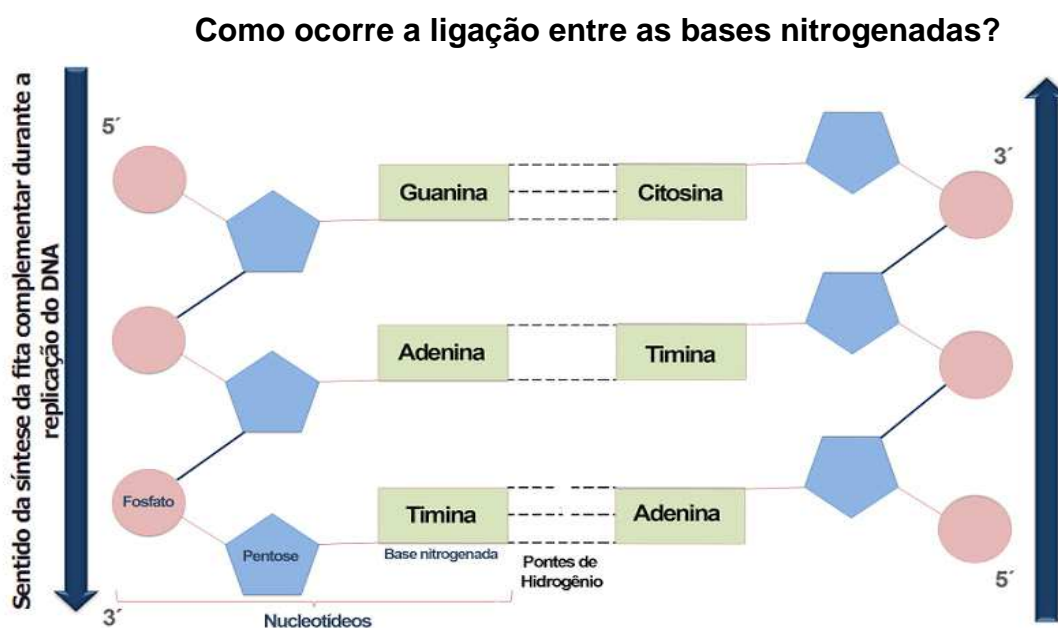 Como ocorre a ligação entre as bases nitrogenadas?
Sentido da síntese da fita complementar durante a
replicação do DNA
5´
3´
Guanina
Citosina
Adenina
Timina
Fosfato
Timina
Adenina
Pentose
Base nitrogenada
Pontes de
Hidrogênio
5´
3´
Nucleotídeos